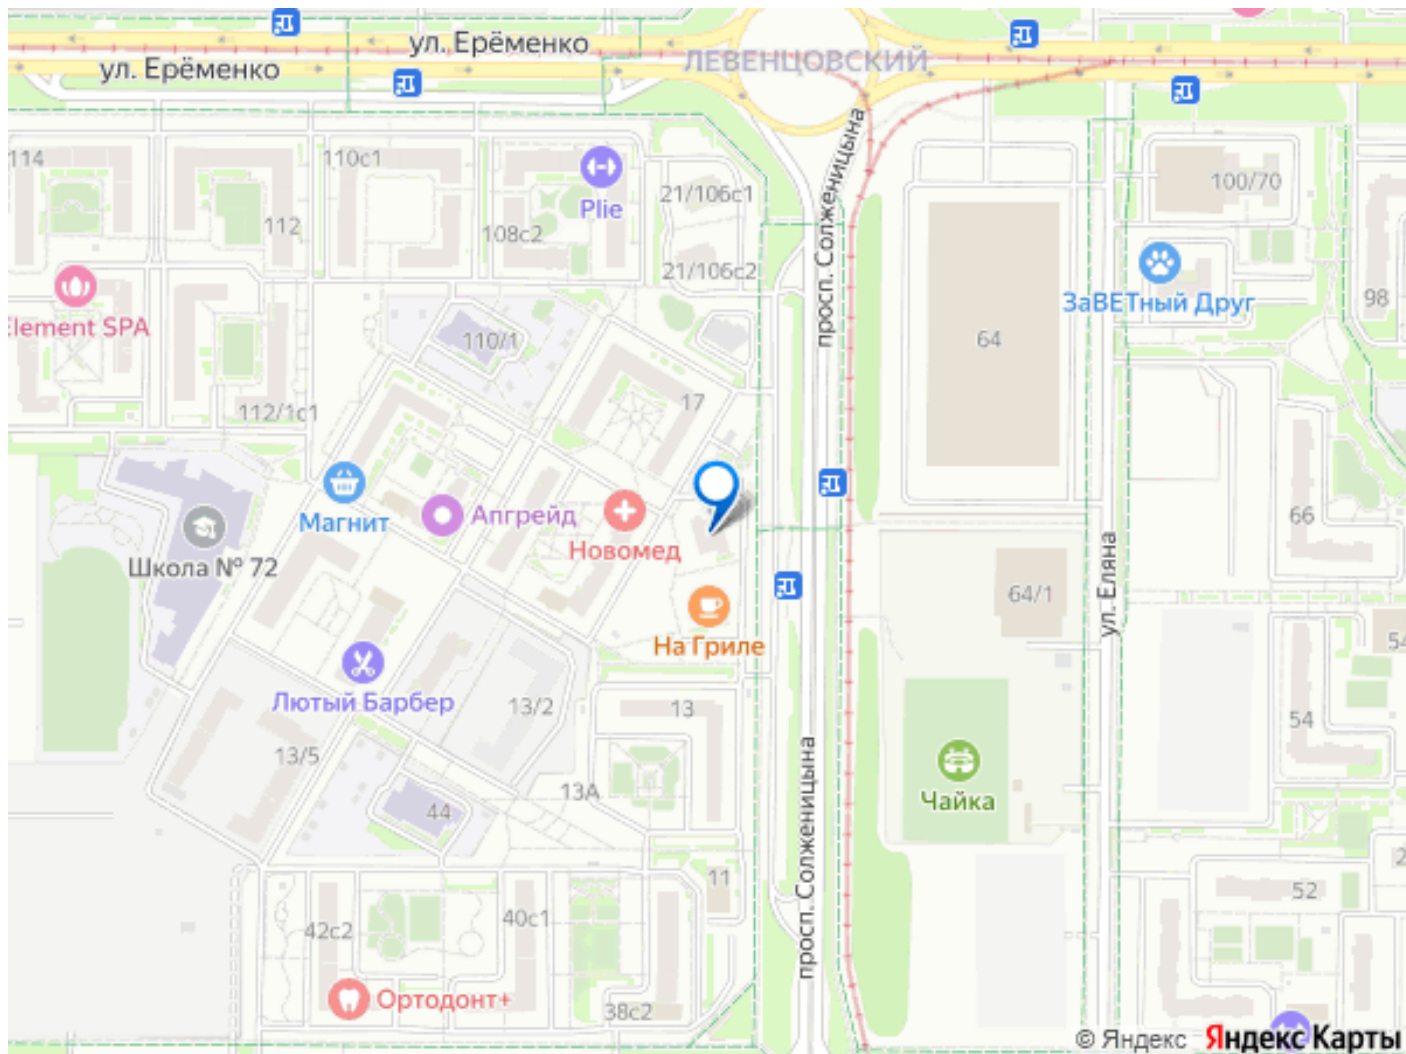 ул. Ерёменко
ул. Ерёменко
ЛЕВЕНЦОВСКИЙ
просп. Солженицына
114
110с1
Plie
21/106с1
100/70
112
108с2
21/106с2
ЗаВЕТный Друг
98
Element SPA
110/1
64
17
112/1с1
Магнит
Апгрейд
Новомед
66
Школа № 72
64/1
ул. Еляна
На Гриле
54
Лютый Барбер
13/2
13
54
13/5
13А
Чайка
просп. Солженицына
44
2
11
52
42с2
40с1
Ортодонт+
38с2
© Яндекс Яндекс Карты